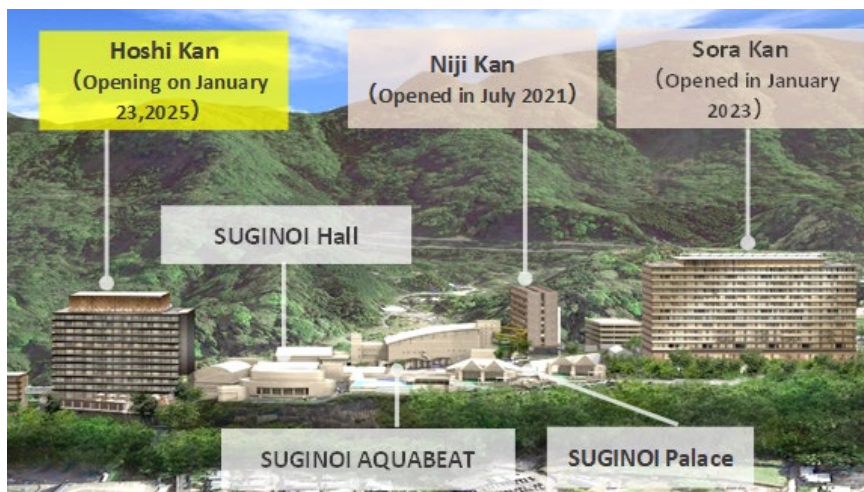 Hoshi Kan
（Opening on January
23,2025）
Niji Kan
（Opened in July 2021）
Sora Kan
（Opened in January
2023）
SUGINOI Hall
SUGINOI AQUABEAT
SUGINOI Palace